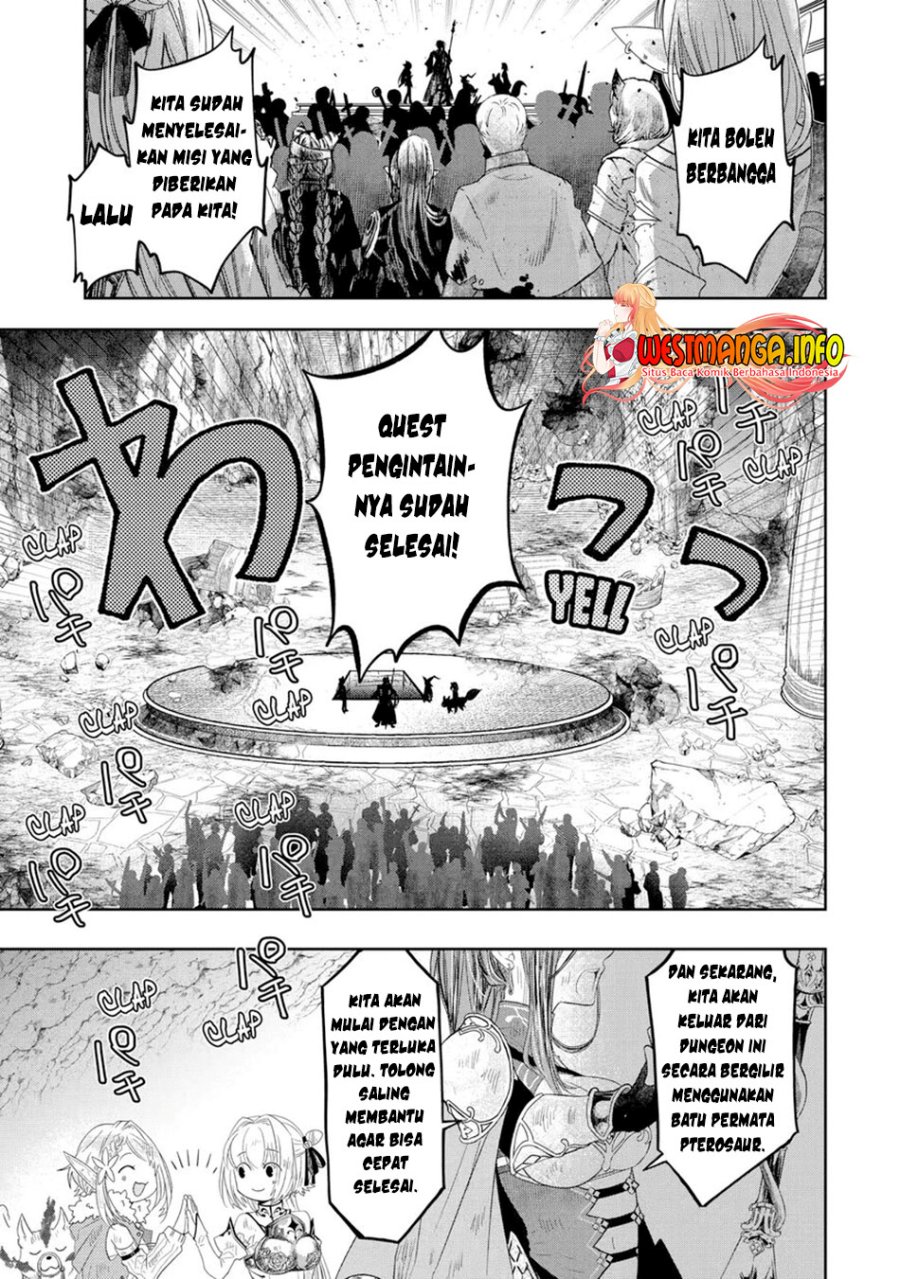 KITA BOLEH
BERBANGGA
KITA SUDAH
MENYELESAI-
KAN MISI YANG
DIBERIKAN
PADA KITA!
LALU
WESTMANGA.INFO
Situs Baca Komik Berbahasa Indonesia
QUEST
PENGINTAIN-
NYA SUDAH
SELESAI!
わっっ
YELL
パチ
CLAP
パチ
CLAP
パチ
CLAP
パチ
CLAP
パチ
CLAP
パチ
CLAP
パチ
CLAP
パチ
CLAP
DAN SEKARANG,
KITA AKAN
KELUAR DARI
DUNGEON INI
SECARA BERGILIR
MENGGUNAKAN
BATU PERMATA
PTEROSAUR.
KITA AKAN
MULAI DENGAN
YANG TERLUKA
DULU. TOLONG
SALING
MEMBANTU
AGAR BISA
CEPAT
SELESAI.
パチ
CLAP
パチ
CLAP